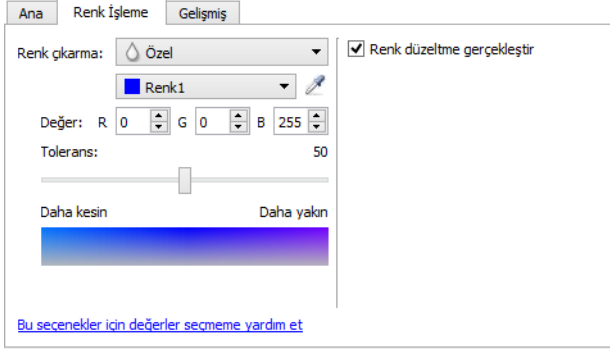 Ana Renk İşleme Gelişmiş
Renk çıkarma: Özel
Renk1
Değer: R 0 G 0 B 255
Tolerans: 50
Daha kesin Daha yakın
Bu seçenekler için değerler seçmeme yardım et
Renk düzeltme gerçekleştir